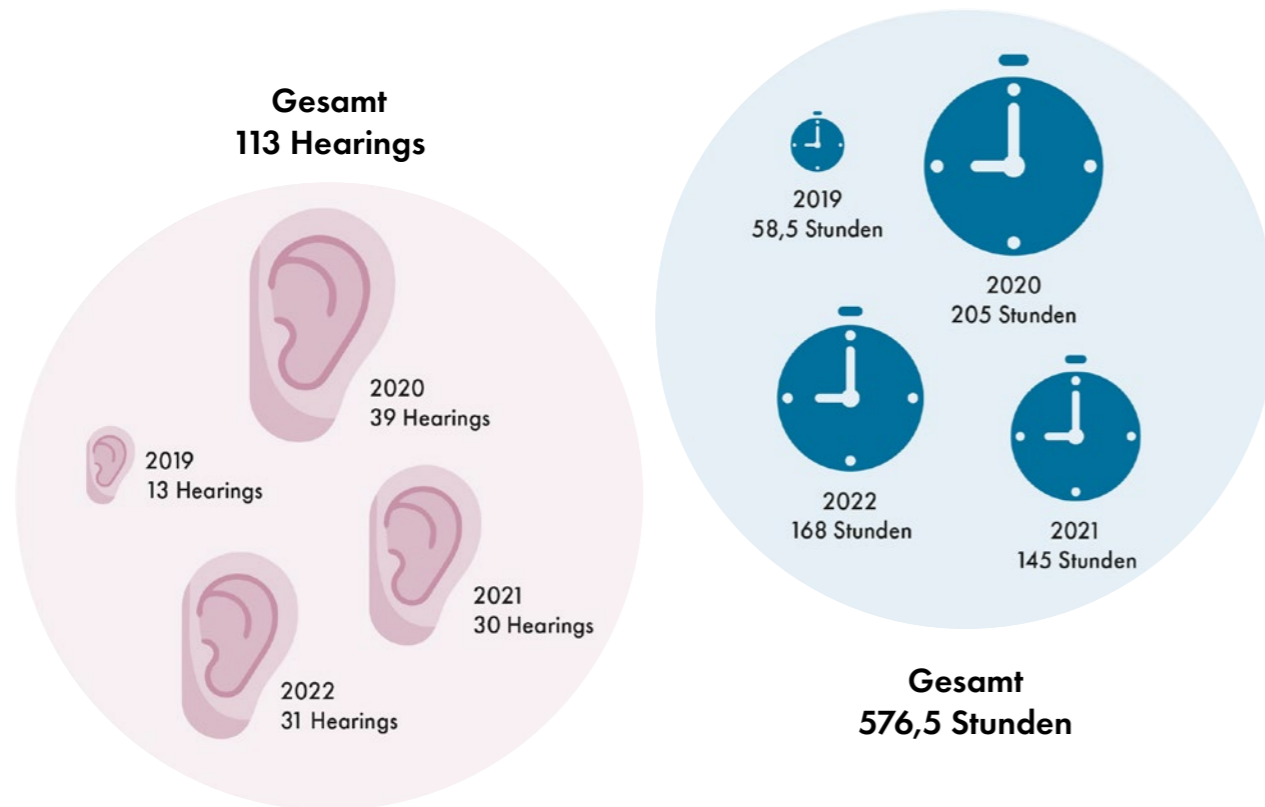 Gesamt
113 Hearings
2020
39 Hearings
2019
13 Hearings
2021
30 Hearings
2022
31 Hearings
2019
58,5 Stunden
2020
205 Stunden
2022
168 Stunden
2021
145 Stunden
Gesamt
576,5 Stunden